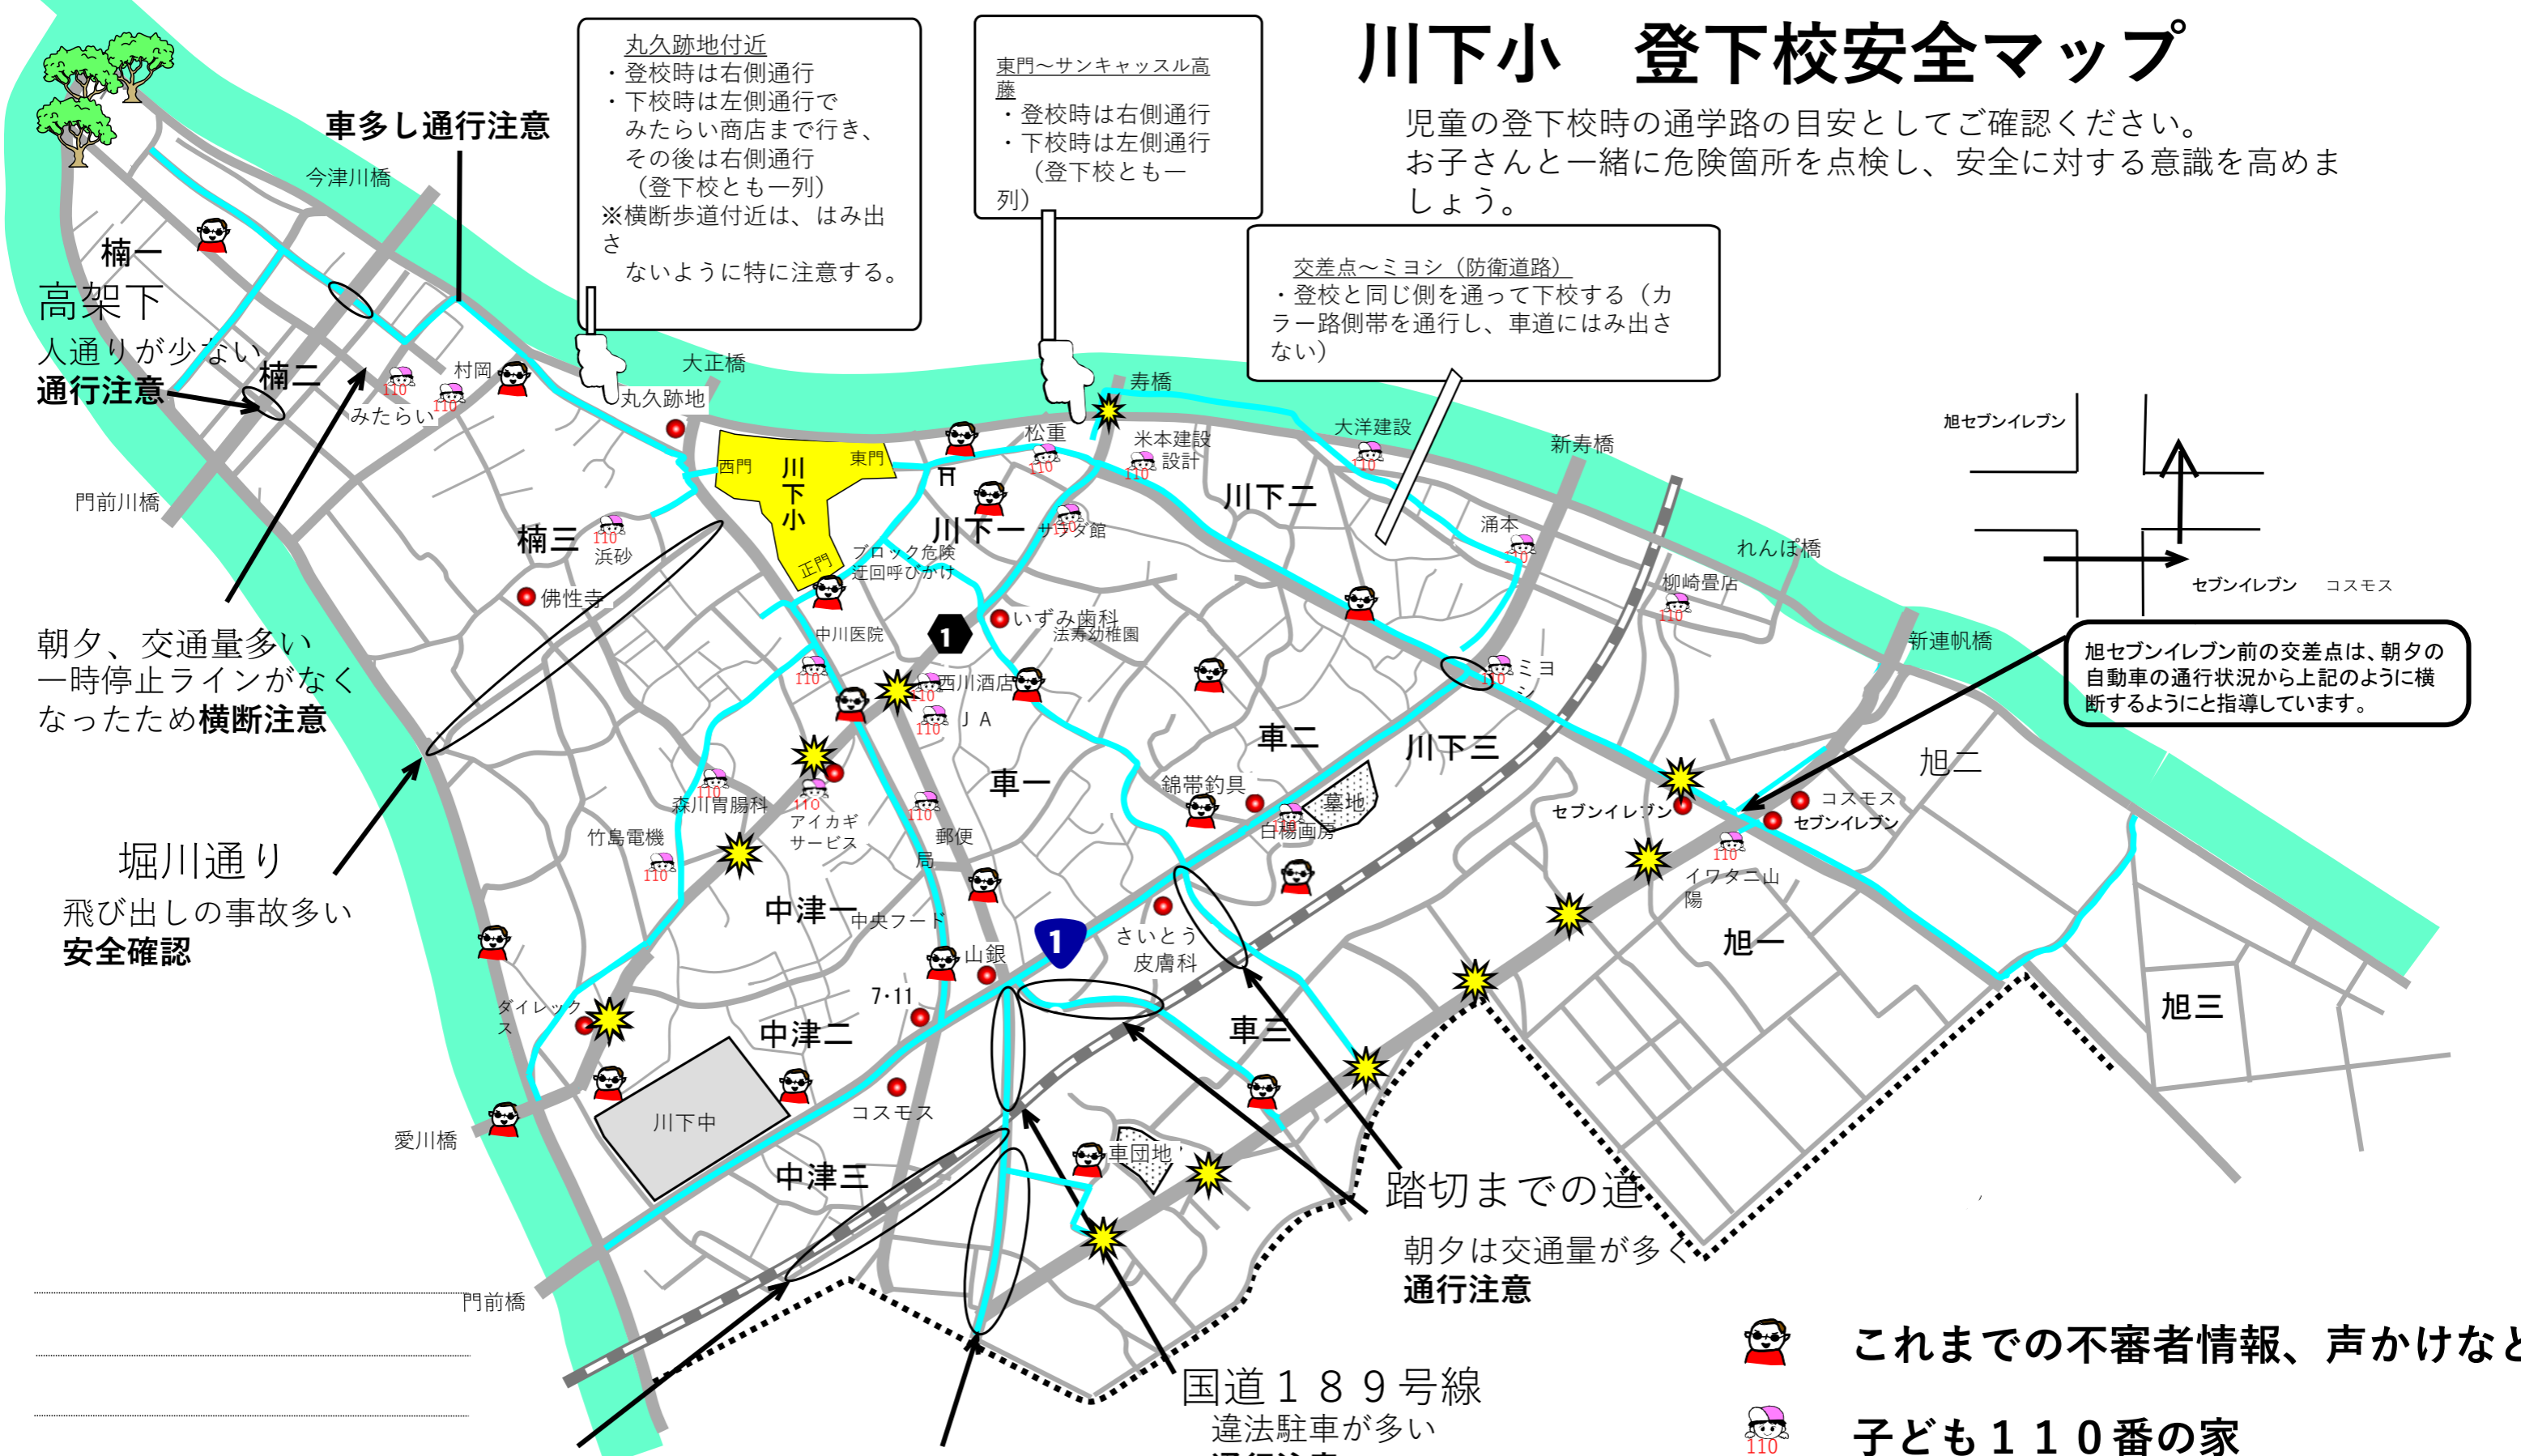 川下小　登下校安全マップ
児童の登下校時の通学路の目安としてご確認ください。
お子さんと一緒に危険箇所を点検し、安全に対する意識を高めま
しょう。
丸久跡地付近
・登校時は右側通行
・下校時は左側通行で
みたらい商店まで行き、
その後は右側通行
（登下校とも一列）
※横断歩道付近は、はみ出
さ
ないように特に注意する。
東門～サンキャッスル高
藤
・登校時は右側通行
・下校時は左側通行
（登下校とも一
列）
交差点～ミヨシ（防衛道路）
・登校と同じ側を通って下校する（カ
ラー路側帯を通行し、車道にはみ出さ
ない）
車多し通行注意
今津川橋
楠一
高架下
人通りが少ない
通行注意
楠二
村岡
110
110
みたらい
門前川橋
大正橋
丸久跡地
西門
川下小
東門
正門
松重
110
寿橋
米本建設
設計
110
大洋建設
110
新寿橋
川下二
川下一
サラダ館
110
涌本
110
れんぽ橋
柳崎畳店
110
新連帆橋
旭セブンイレブン
セブンイレブン
コスモス
旭セブンイレブン前の交差点は、朝夕の
自動車の通行状況から上記のように横
断するようにと指導しています。
楠三
110
浜砂
佛性寺
ブロック危険
迂回呼びかけ
いずみ歯科
法寿幼稚園
1
中川医院
110
西川酒店
110
ＪＡ
110
ミヨ
シ
110
朝夕、交通量多い
一時停止ラインがなく
なったため横断注意
堀川通り
飛び出しの事故多い
安全確認
車二
川下三
旭二
車一
錦帯釣具
墓地
白楊画房
110
セブンイレブン
コスモス
セブンイレブン
110
イワタニ山
陽
森川胃腸科
110
アイカギ
サービス
110
竹島電機
110
郵便
局
110
中津一
中央フード
山銀
1
さいとう
皮膚科
旭一
旭三
ダイレック
ス
7・11
中津二
車三
川下中
コスモス
愛川橋
中津三
車団地
踏切までの道
朝夕は交通量が多く
通行注意
門前橋
国道１８９号線
違法駐車が多い
通行注意
これまでの不審者情報、声かけなど
110
子ども１１０番の家